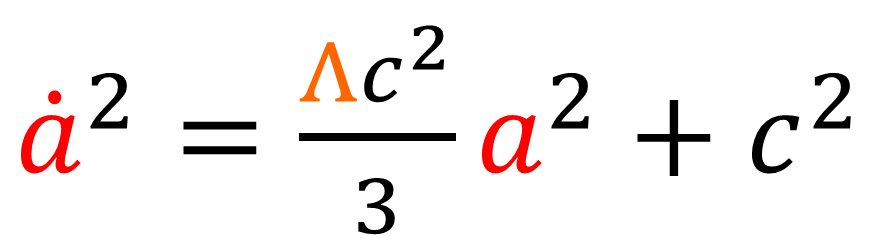 ȧ² = Λc²/3 a² + c²